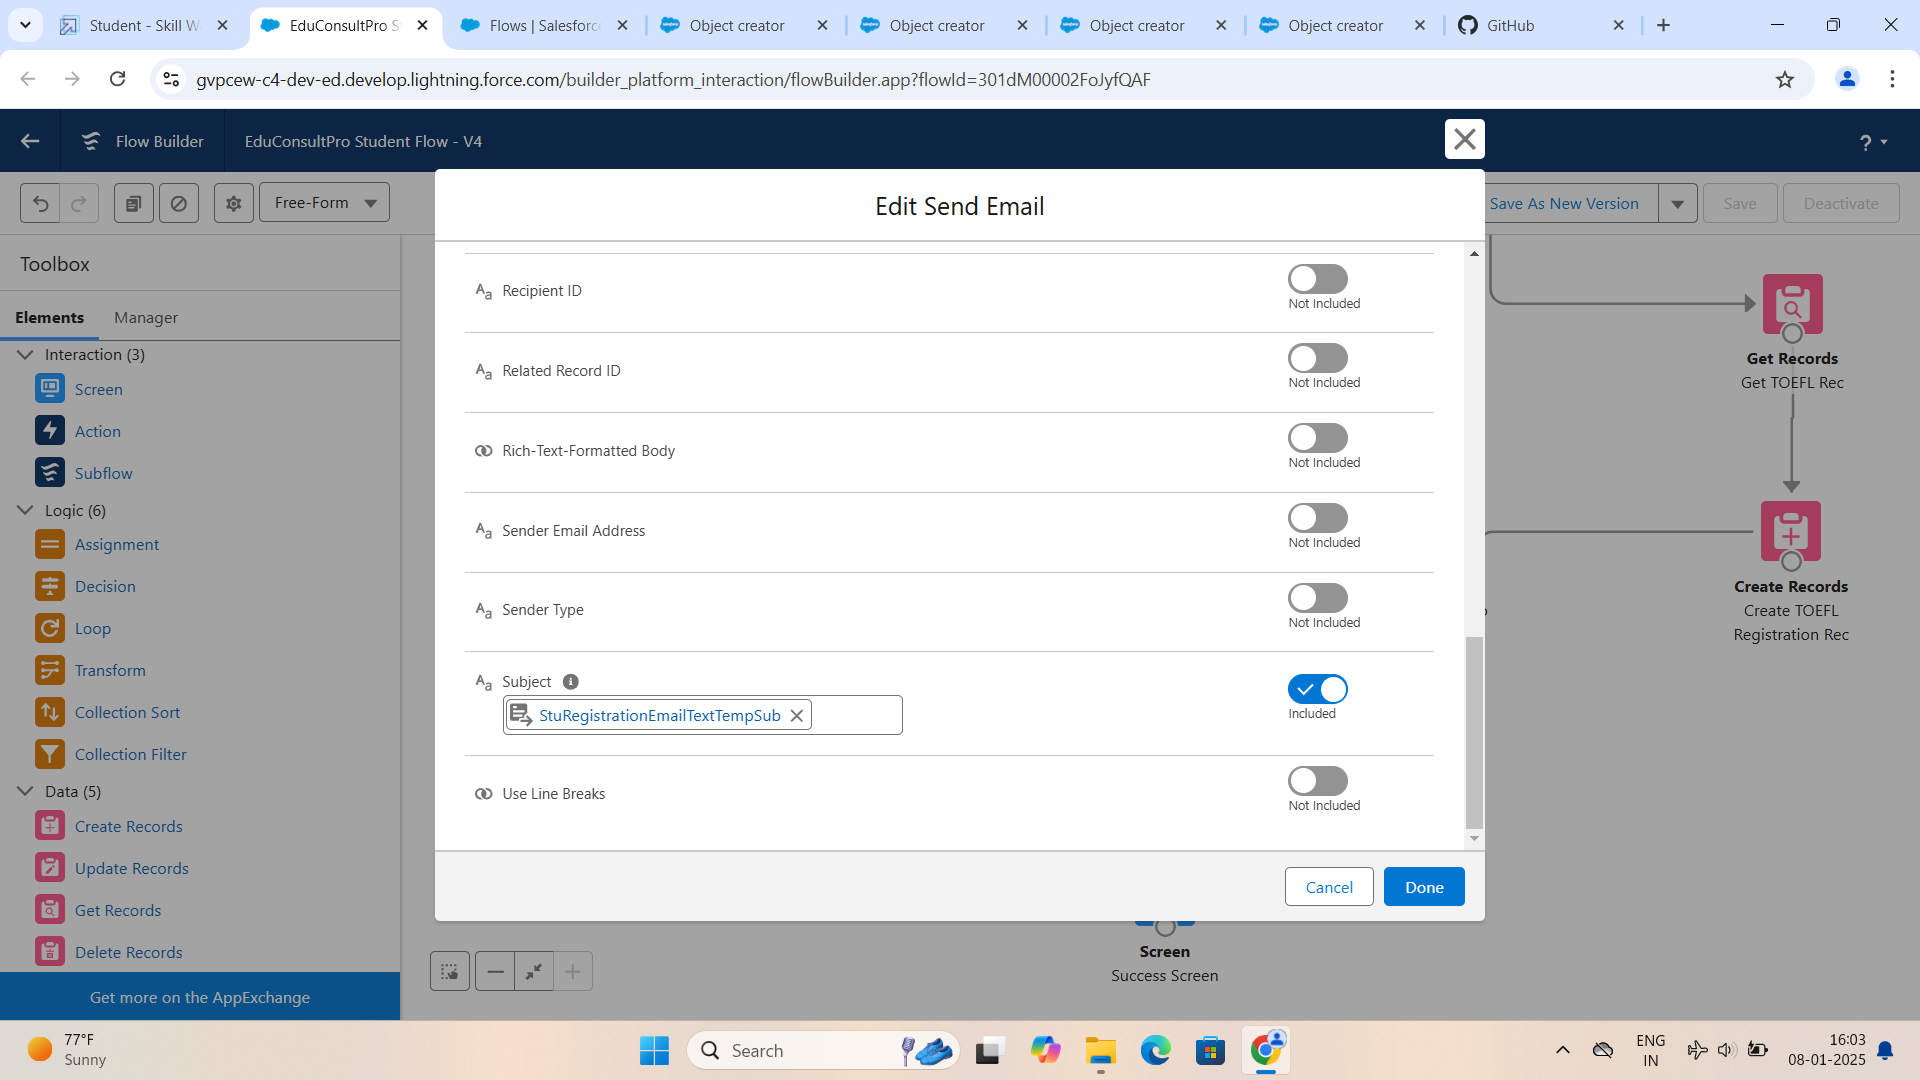 Student - Skill W
EduConsultPro S
Flows | Salesforc
Object creator
Object creator
Object creator
Object creator
GitHub
gvpcew-c4-dev-ed.develop.lightning.force.com/builder_platform_interaction/flowBuilder.app?flowId=301dM00002FoJyfQAF
Flow Builder
EduConsultPro Student Flow - V4
?
Free-Form
Save As New Version
Save
Deactivate
Toolbox
Elements
Manager
Interaction (3)
Screen
Action
Subflow
Logic (6)
Assignment
Decision
Loop
Transform
Collection Sort
Collection Filter
Data (5)
Create Records
Update Records
Get Records
Delete Records
Get more on the AppExchange
Edit Send Email
Recipient ID
Not Included
Related Record ID
Not Included
Rich-Text-Formatted Body
Not Included
Sender Email Address
Not Included
Sender Type
Not Included
Subject
StuRegistrationEmailTextTempSub
Included
Use Line Breaks
Not Included
Cancel
Done
Get Records
Get TOEFL Rec
Create Records
Create TOEFL
Registration Rec
Screen
Success Screen
77°F
Sunny
Search
ENG
IN
16:03
08-01-2025